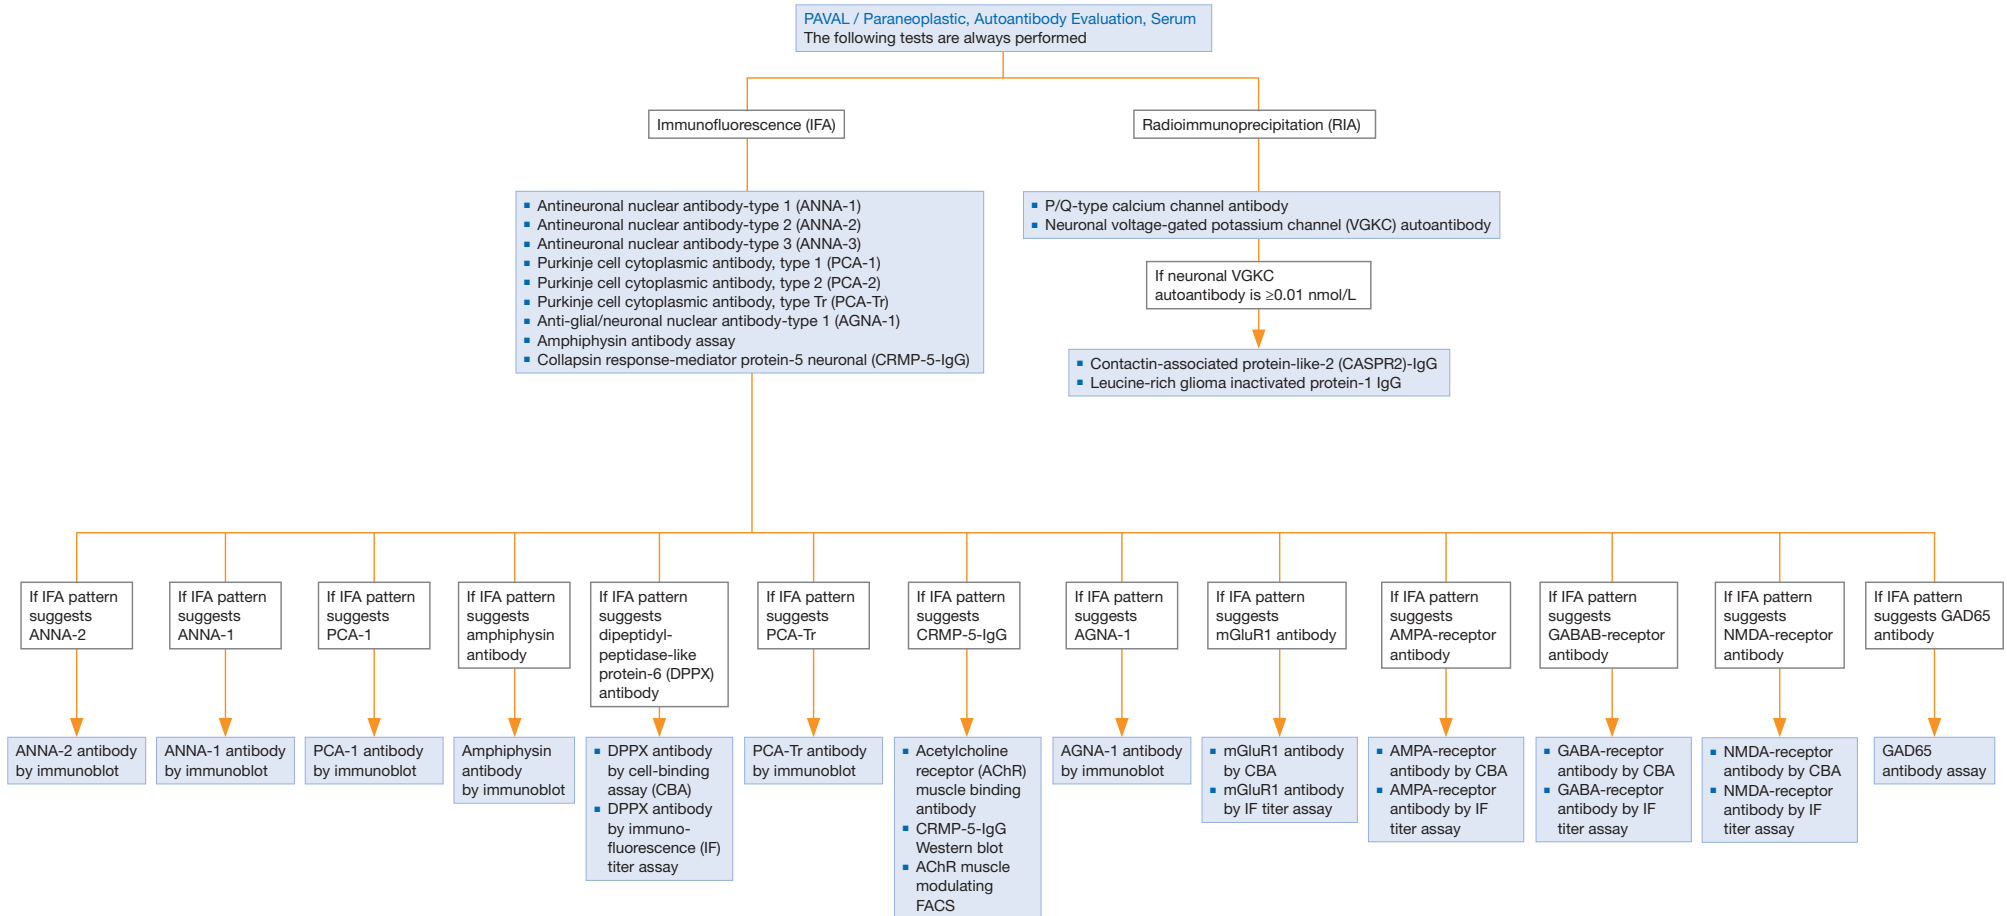 PAVAL / Paraneoplastic, Autoantibody Evaluation, Serum
The following tests are always performed
Immunofluorescence (IFA)
Radioimmunoprecipitation (RIA)
▪ Antineuronal nuclear antibody-type 1 (ANNA-1)
▪ Antineuronal nuclear antibody-type 2 (ANNA-2)
▪ Antineuronal nuclear antibody-type 3 (ANNA-3)
▪ Purkinje cell cytoplasmic antibody, type 1 (PCA-1)
▪ Purkinje cell cytoplasmic antibody, type 2 (PCA-2)
▪ Purkinje cell cytoplasmic antibody, type Tr (PCA-Tr)
▪ Anti-glial/neuronal nuclear antibody-type 1 (AGNA-1)
▪ Amphiphysin antibody assay
▪ Collapsin response-mediator protein-5 neuronal (CRMP-5-IgG)
▪ P/Q-type calcium channel antibody
▪ Neuronal voltage-gated potassium channel (VGKC) autoantibody
If neuronal VGKC
autoantibody is ≥0.01 nmol/L
▪ Contactin-associated protein-like-2 (CASPR2)-IgG
▪ Leucine-rich glioma inactivated protein-1 IgG
If IFA pattern
suggests
ANNA-2
If IFA pattern
suggests
ANNA-1
If IFA pattern
suggests
PCA-1
If IFA pattern
suggests
amphiphysin
antibody
If IFA pattern
suggests
dipeptidyl-
peptidase-like
protein-6 (DPPX)
antibody
If IFA pattern
suggests
PCA-Tr
If IFA pattern
suggests
CRMP-5-IgG
If IFA pattern
suggests
AGNA-1
If IFA pattern
suggests
mGluR1 antibody
If IFA pattern
suggests
AMPA-receptor
antibody
If IFA pattern
suggests
GABAB-receptor
antibody
If IFA pattern
suggests
NMDA-receptor
antibody
If IFA pattern
suggests GAD65
antibody
ANNA-2 antibody
by immunoblot
ANNA-1 antibody
by immunoblot
PCA-1 antibody
by immunoblot
Amphiphysin
antibody
by immunoblot
▪ DPPX antibody
by cell-binding
assay (CBA)
▪ DPPX antibody
by immuno-
fluorescence (IF)
titer assay
PCA-Tr antibody
by immunoblot
▪ Acetylcholine
receptor (AChR)
muscle binding
antibody
▪ CRMP-5-IgG
Western blot
▪ AChR muscle
modulating
FACS
AGNA-1 antibody
by immunoblot
▪ mGluR1 antibody
by CBA
▪ mGluR1 antibody
by IF titer assay
▪ AMPA-receptor
antibody by CBA
▪ AMPA-receptor
antibody by IF
titer assay
▪ GABA-receptor
antibody by CBA
▪ GABA-receptor
antibody by IF
titer assay
▪ NMDA-receptor
antibody by CBA
▪ NMDA-receptor
antibody by IF
titer assay
GAD65
antibody assay